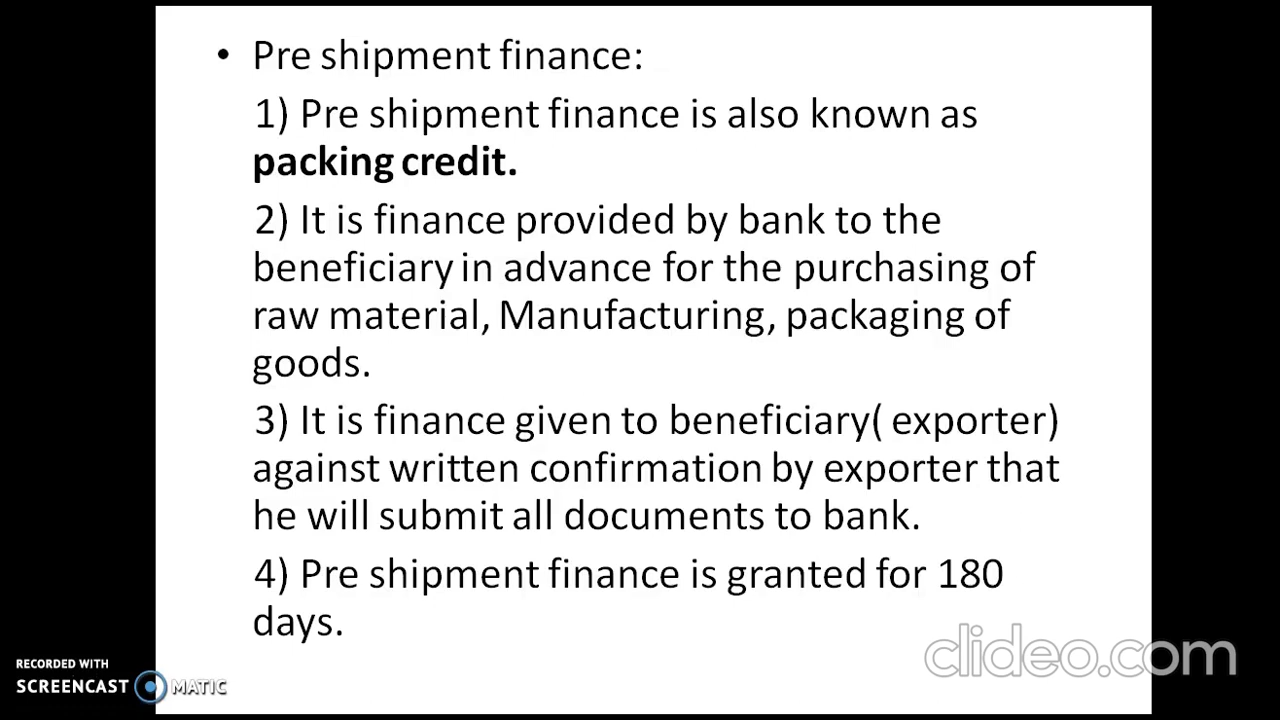 • Pre shipment finance:
1) Pre shipment finance is also known as
packing credit.
2) It is finance provided by bank to the
beneficiary in advance for the purchasing of
raw material, Manufacturing, packaging of
goods.
3) It is finance given to beneficiary( exporter)
against written confirmation by exporter that
he will submit all documents to bank.
4) Pre shipment finance is granted for 180
days.
clideo.com
RECORDED WITH
SCREENCAST MATIC